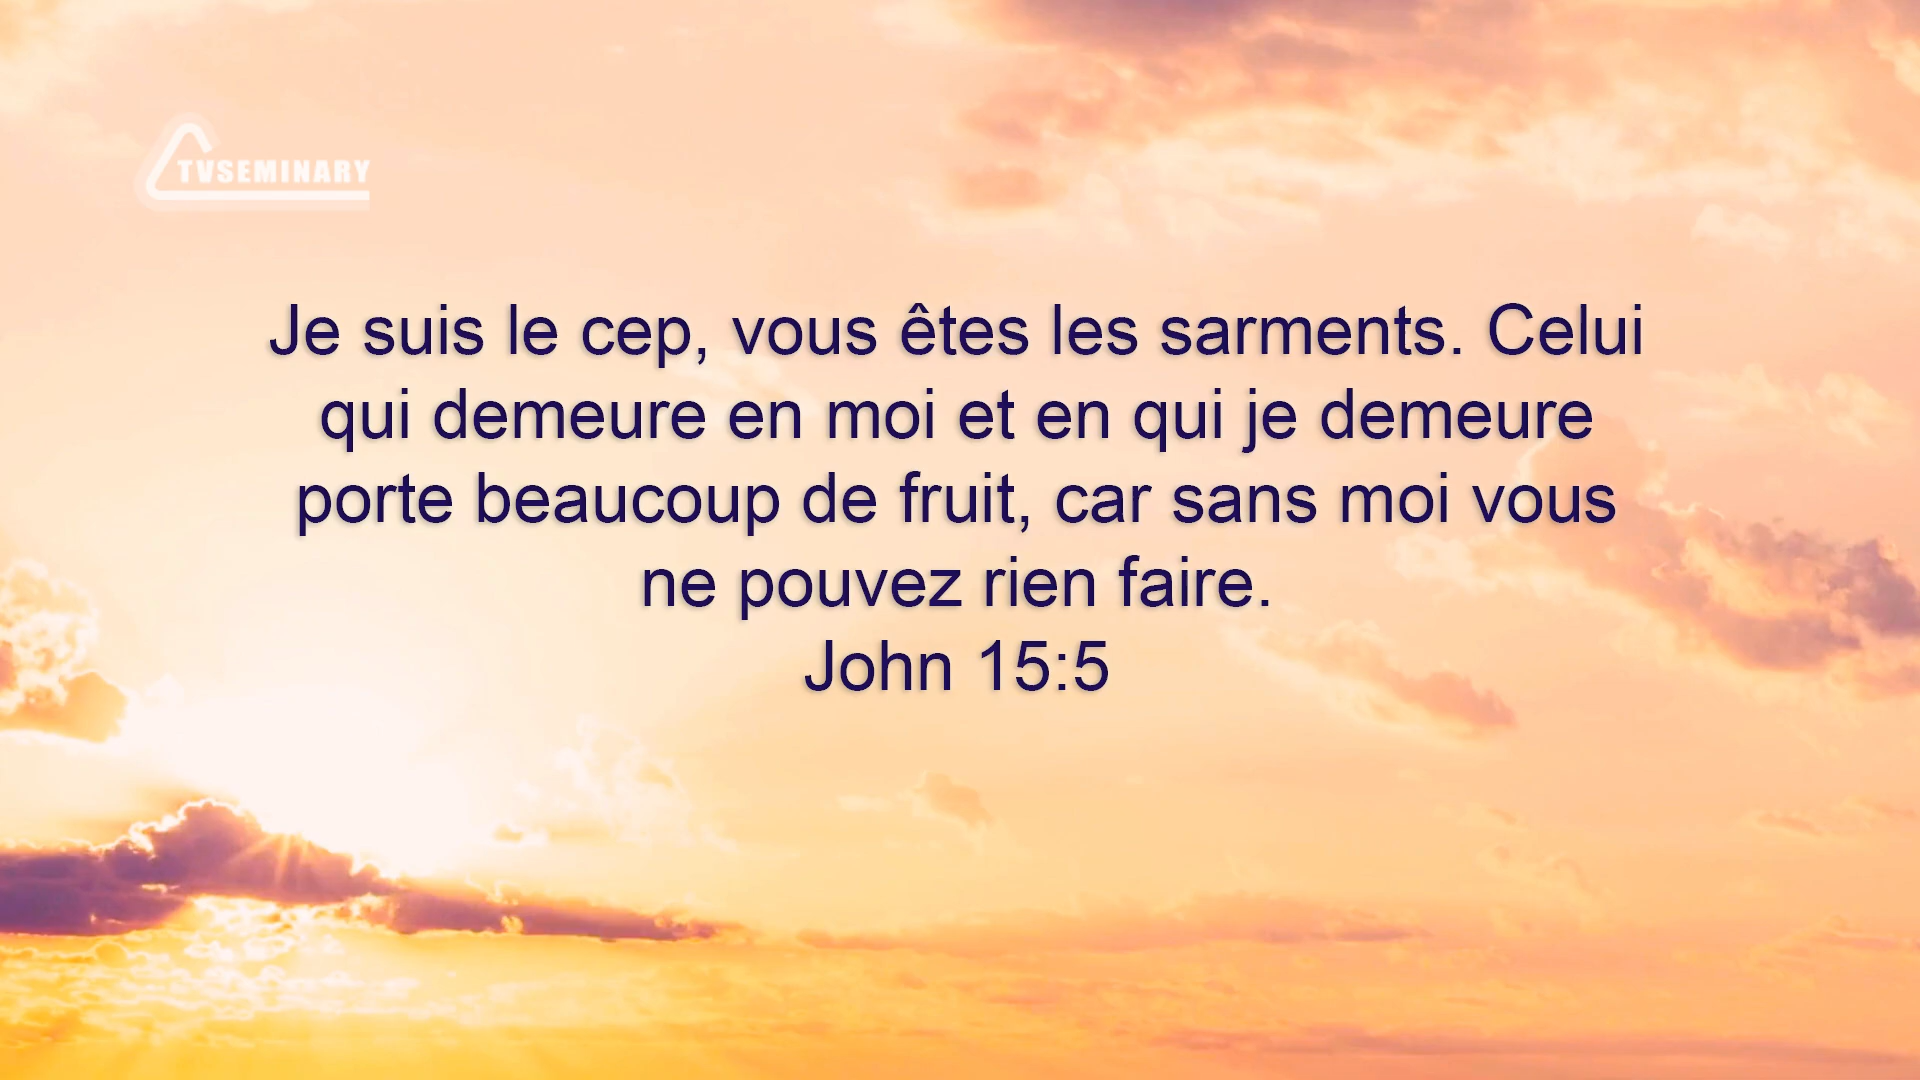 TVSEMINARY
Je suis le cep, vous êtes les sarments. Celui
qui demeure en moi et en qui je demeure
porte beaucoup de fruit, car sans moi vous
ne pouvez rien faire.
John 15:5